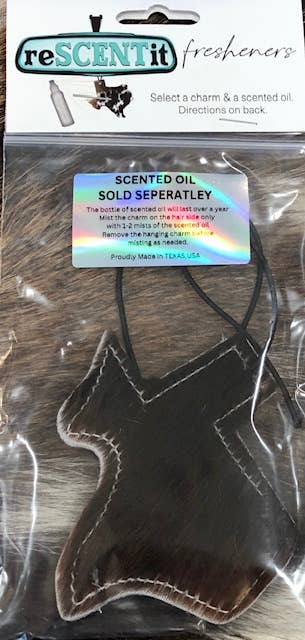 reSCENTit
fresheners
Select a charm & a scented oil.
Directions on back.
SCENTED OIL
SOLD SEPERATLEY
The bottle of scented oil will last over a year
Mist the charm on the hair side only
with 1-2 mists of the scented oil.
Remove the hanging charm before
misting as needed.
Proudly Made in TEXAS,USA